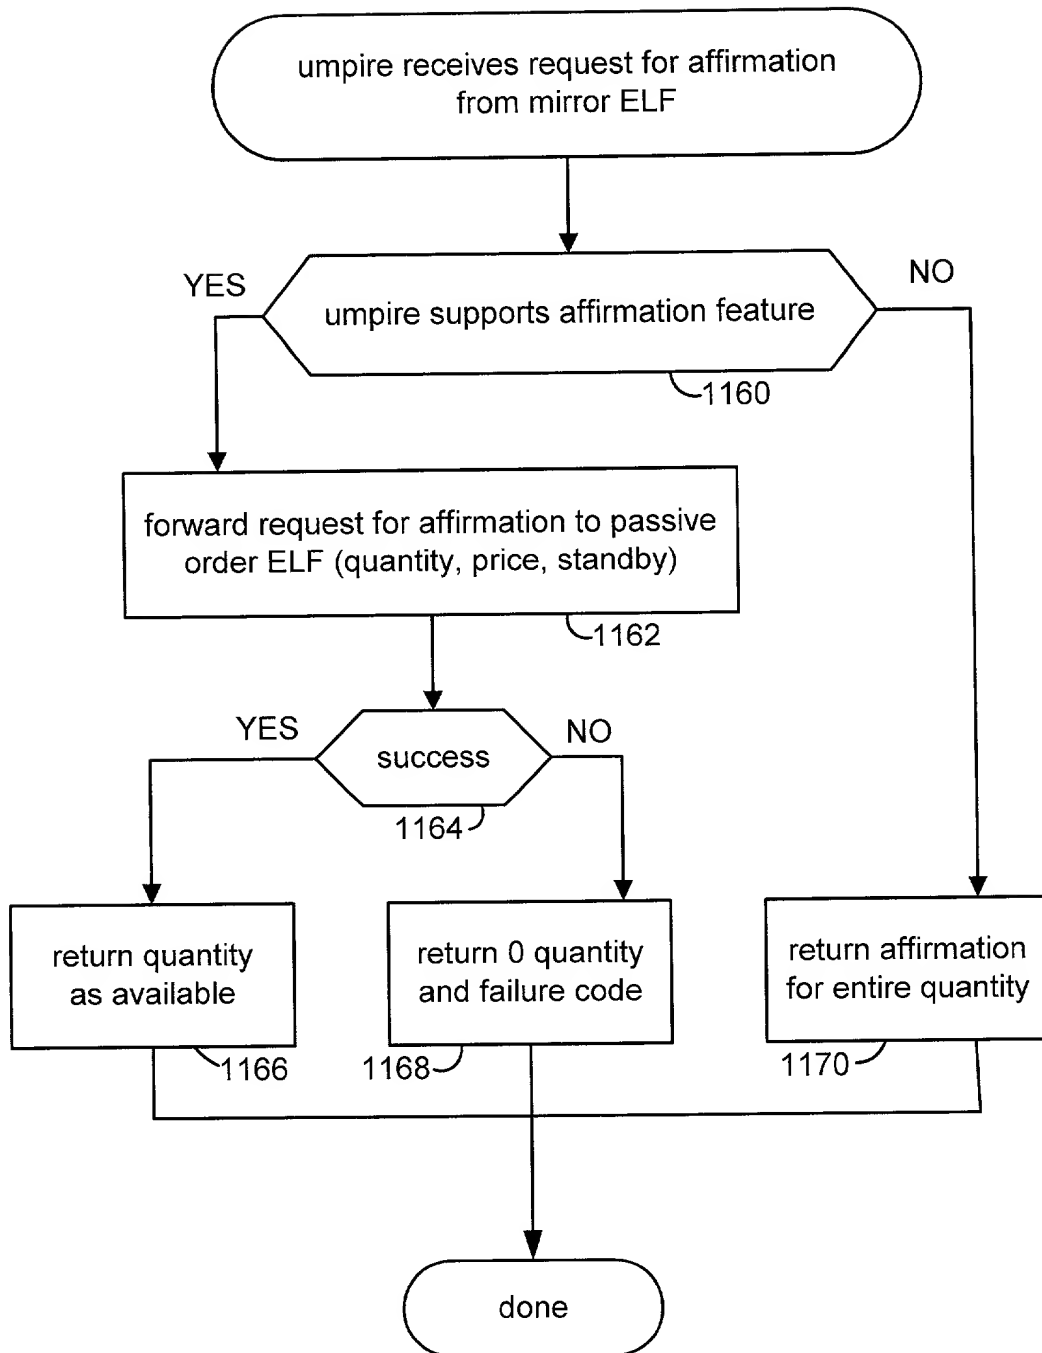 umpire receives request for affirmation
from mirror ELF
YES
NO
umpire supports affirmation feature
1160
forward request for affirmation to passive
order ELF (quantity, price, standby)
1162
YES
NO
success
1164
return quantity
as available
1166
return 0 quantity
and failure code
1168
return affirmation
for entire quantity
1170
done